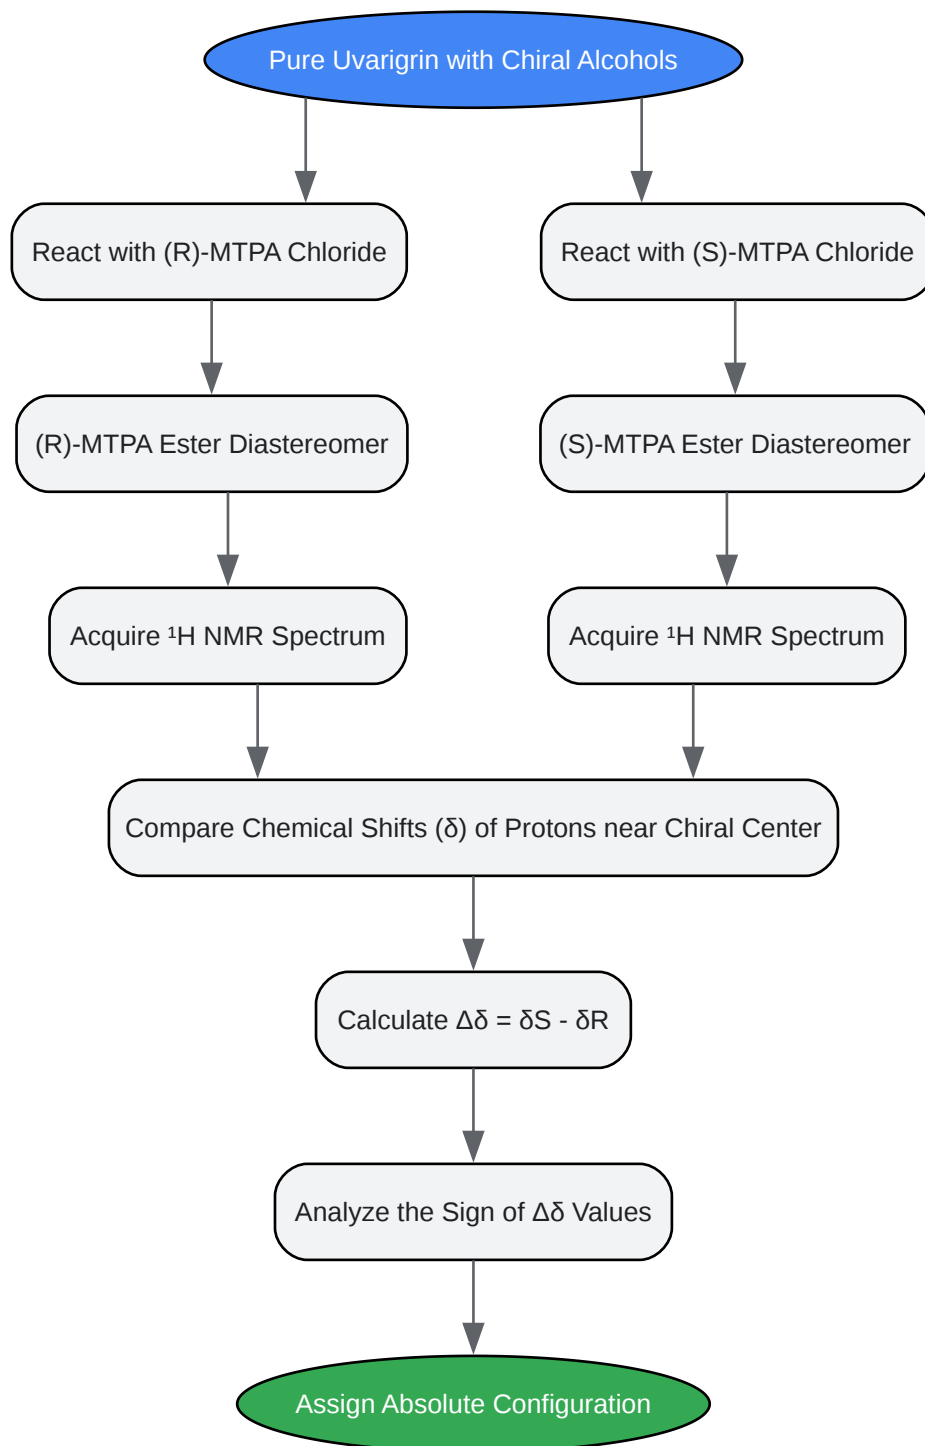 Pure Uvarigrin with Chiral Alcohols
React with (R)-MTPA Chloride
React with (S)-MTPA Chloride
(R)-MTPA Ester Diastereomer
(S)-MTPA Ester Diastereomer
Acquire ¹H NMR Spectrum
Acquire ¹H NMR Spectrum
Compare Chemical Shifts (δ) of Protons near Chiral Center
Calculate Δδ = δS - δR
Analyze the Sign of Δδ Values
Assign Absolute Configuration